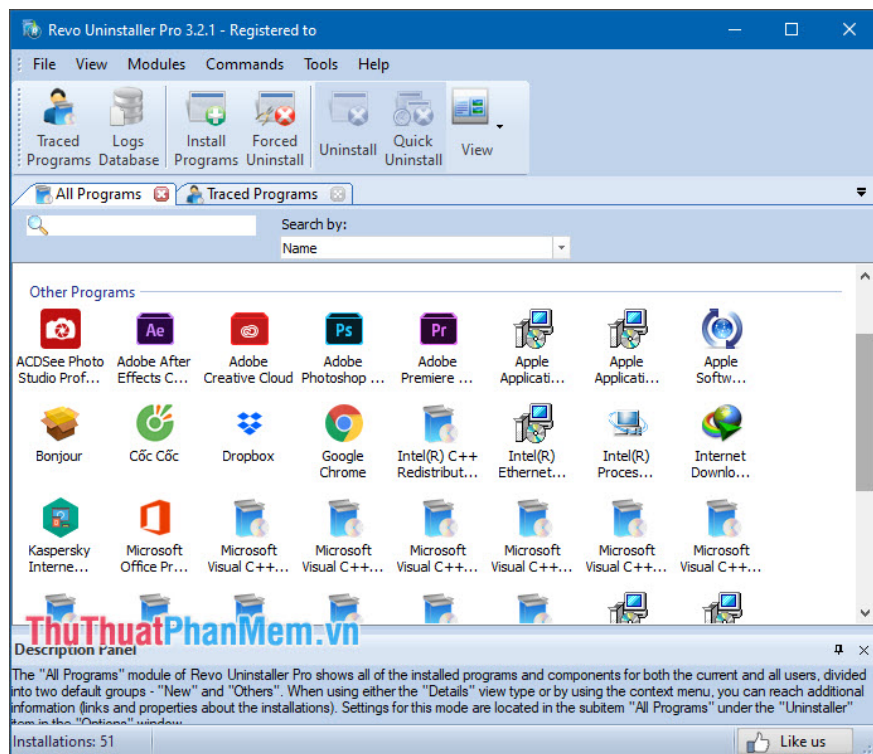 Revo Uninstaller Pro 3.2.1 - Registered to
File View Modules Commands Tools Help
Traced Programs
Logs Database
Install Programs
Forced Uninstall
Uninstall
Quick Uninstall
View
All Programs
Traced Programs
Search by:
Name
Other Programs
ACDSee Photo Studio Prof...
Adobe After Effects C...
Adobe Creative Cloud
Adobe Photoshop ...
Adobe Premiere ...
Apple Applicati...
Apple Applicati...
Apple Softw...
Bonjour
Cốc Cốc
Dropbox
Google Chrome
Intel(R) C++ Redistribut...
Intel(R) Ethernet...
Intel(R) Proces...
Internet Downlo...
Kaspersky Interne...
Microsoft Office Pr...
Microsoft Visual C++...
Microsoft Visual C++...
Microsoft Visual C++...
Microsoft Visual C++...
Microsoft Visual C++...
Microsoft Visual C++...
ThuThuatPhanMem.vn
Description Panel
The "All Programs" module of Revo Uninstaller Pro shows all of the installed programs and components for both the current and all users, divided
into two default groups - "New" and "Others". When using either the "Details" view type or by using the context menu, you can reach additional
information (links and properties about the installations). Settings for this mode are located in the subitem "All Programs" under the "Uninstaller"
item in the "Options" window.
Installations: 51
Like us